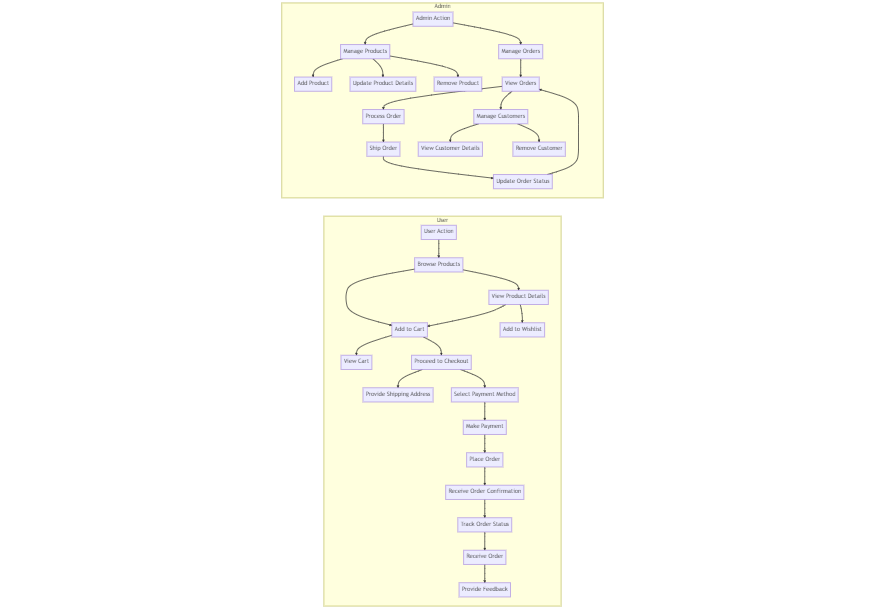 Admin
Admin Action
Manage Products
Manage Orders
Add Product
Update Product Details
Remove Product
View Orders
Process Order
Manage Customers
Ship Order
View Customer Details
Remove Customer
Update Order Status
User
User Action
Browse Products
View Product Details
Add to Cart
Add to Wishlist
View Cart
Proceed to Checkout
Provide Shipping Address
Select Payment Method
Make Payment
Place Order
Receive Order Confirmation
Track Order Status
Receive Order
Provide Feedback